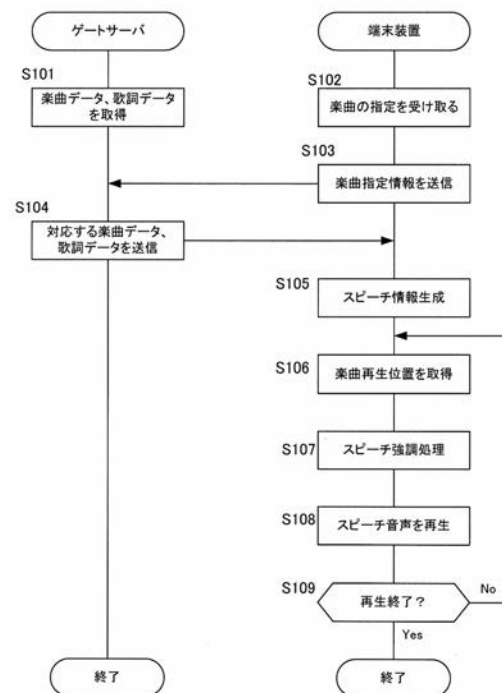 ゲートサーバ
端末装置
S101
楽曲データ、歌詞データ
を取得
S102
楽曲の指定を受け取る
S103
楽曲指定情報を送信
S104
対応する楽曲データ、
歌詞データを送信
S105
スピーチ情報生成
S106
楽曲再生位置を取得
S107
スピーチ強調処理
S108
スピーチ音声を再生
S109
再生終了？
No
Yes
終了
終了